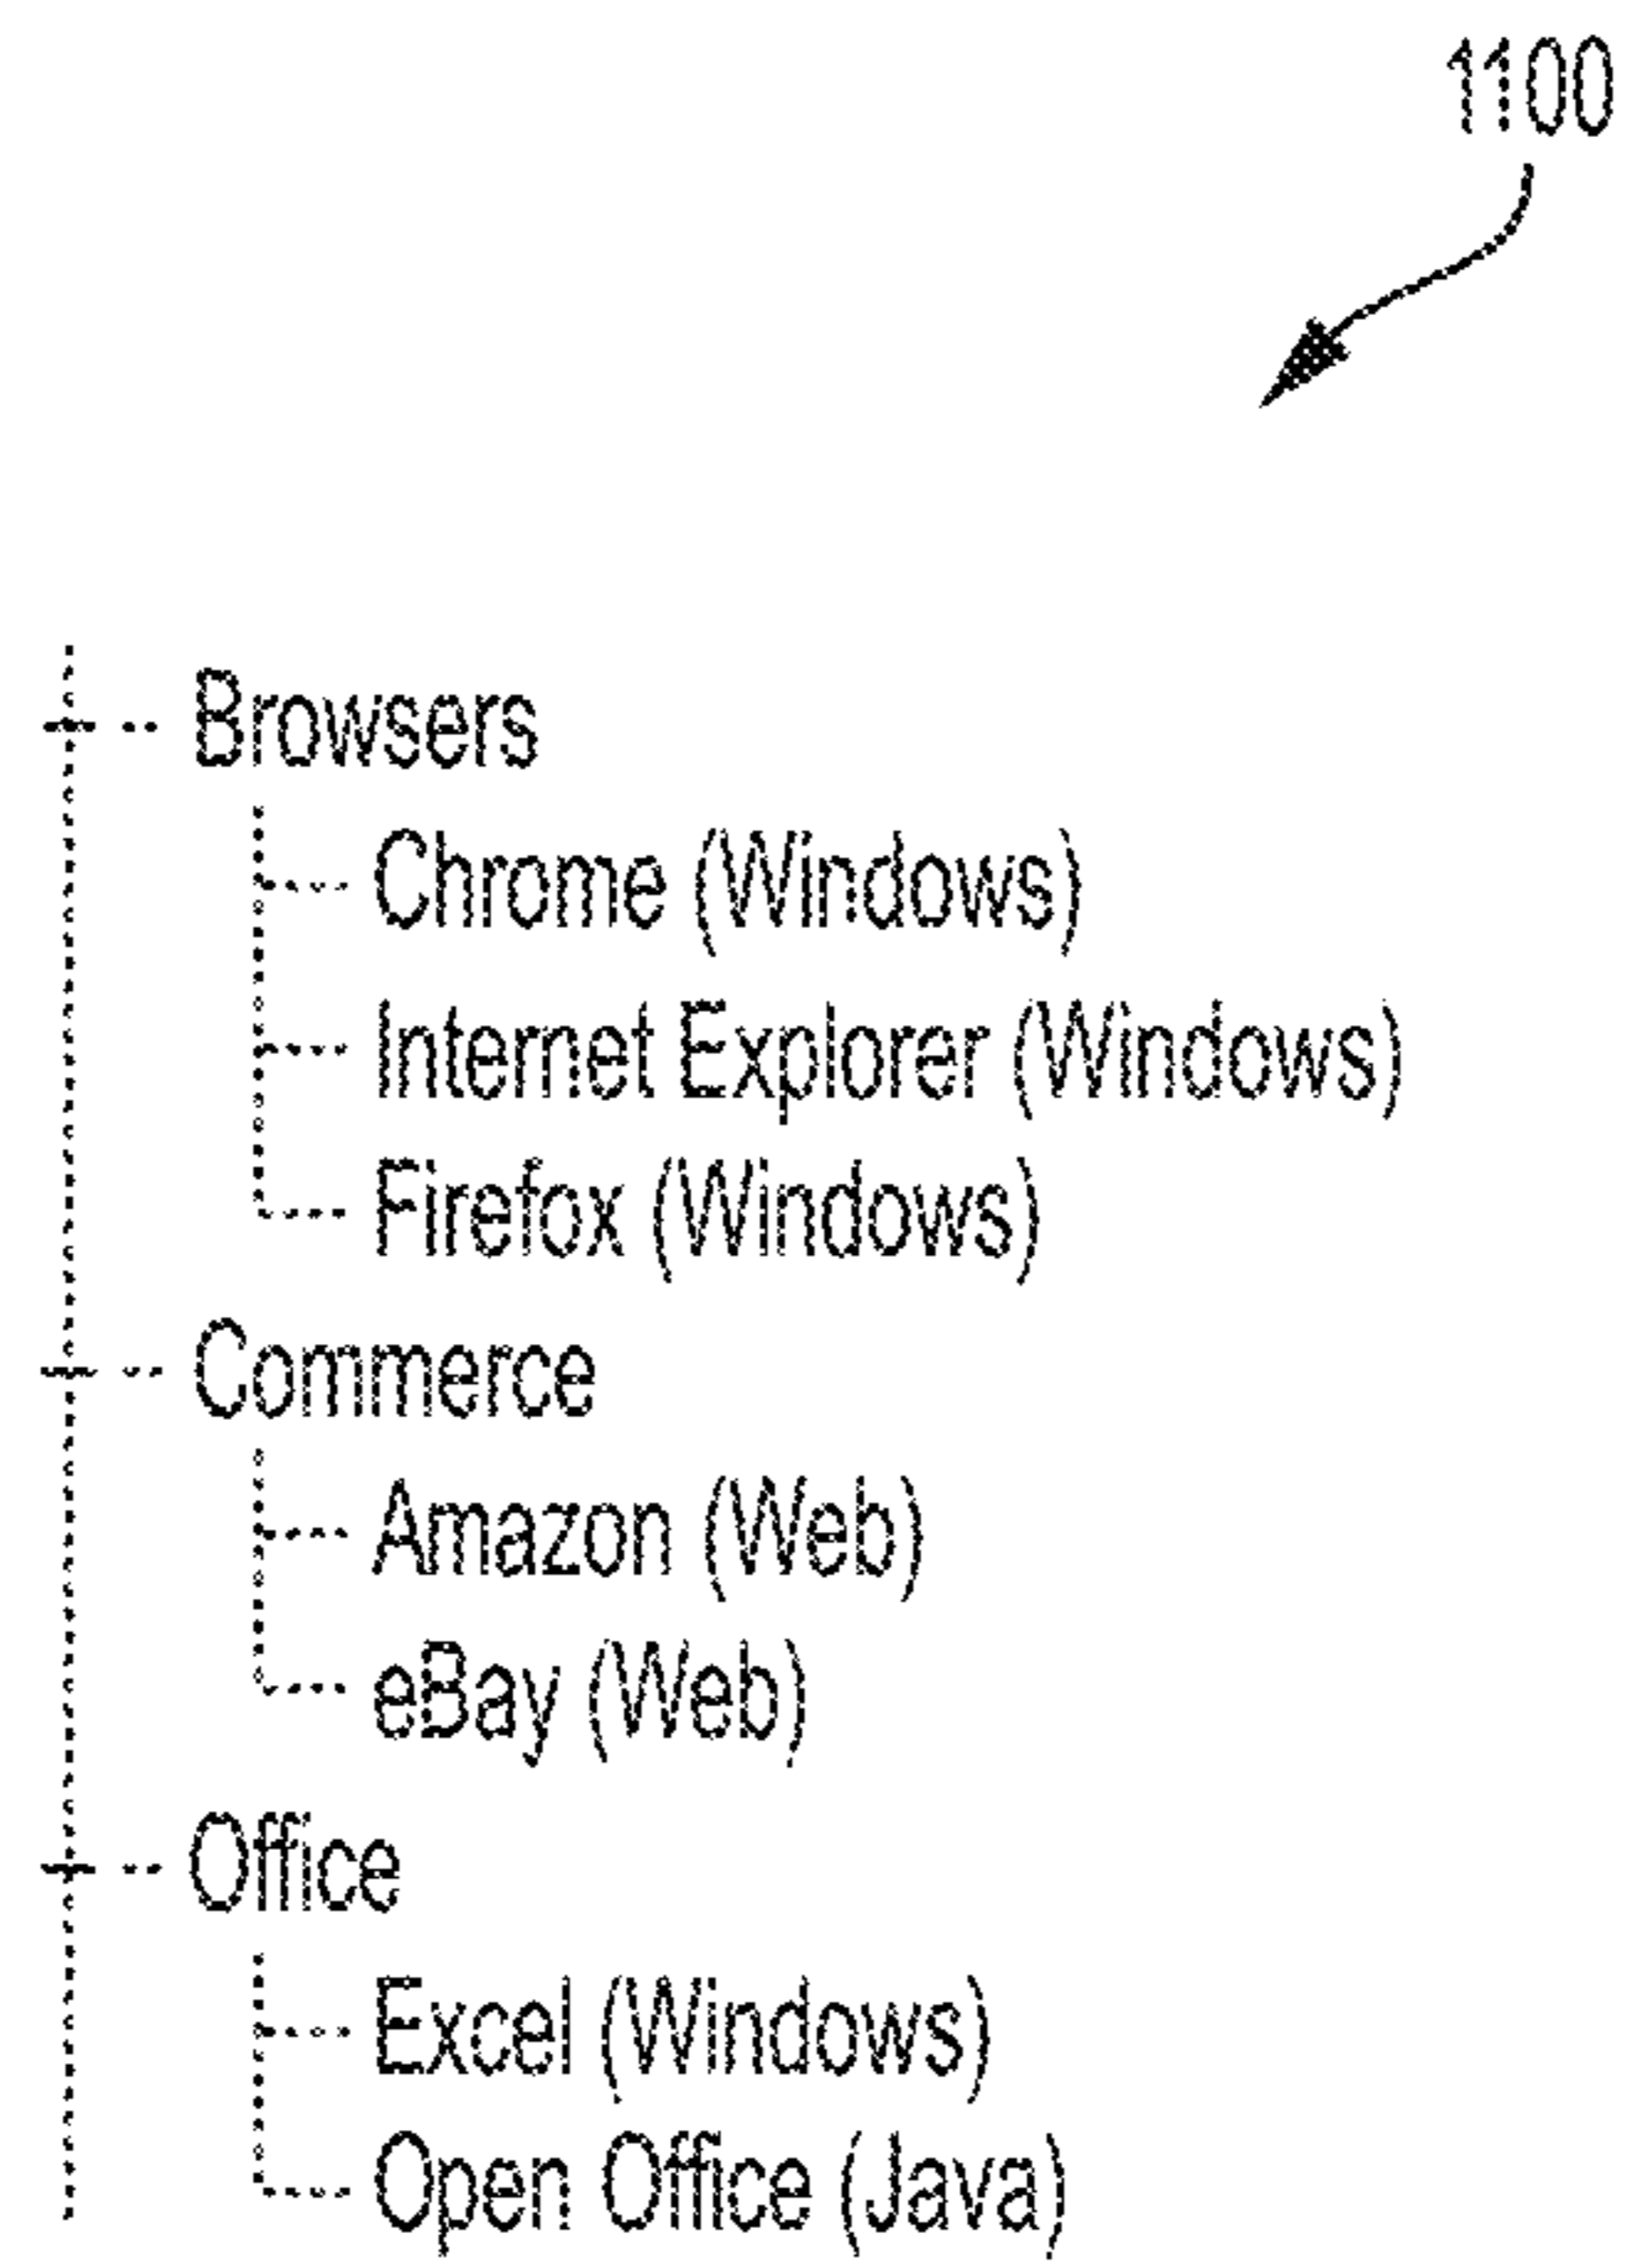 1100
Browsers
Chrome (Windows)
Internet Explorer (Windows)
Firefox (Windows)
Commerce
Amazon (Web)
eBay (Web)
Office
Excel (Windows)
Open Office (Java)